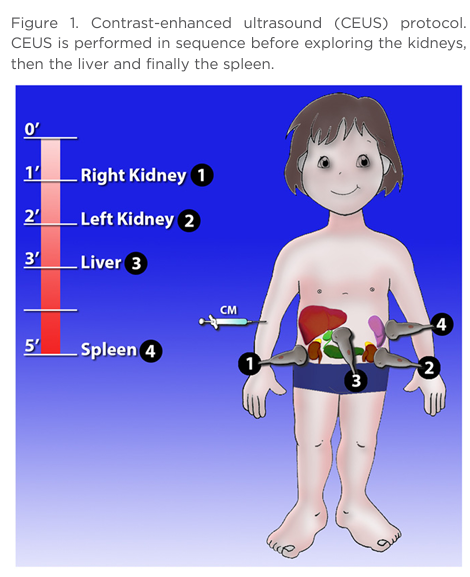 Figure 1. Contrast-enhanced ultrasound (CEUS) protocol.
CEUS is performed in sequence before exploring the kidneys,
then the liver and finally the spleen.
0’
1’ Right Kidney 1
2’ Left Kidney 2
3’ Liver 3
5’ Spleen 4
CM
4
1
2
3